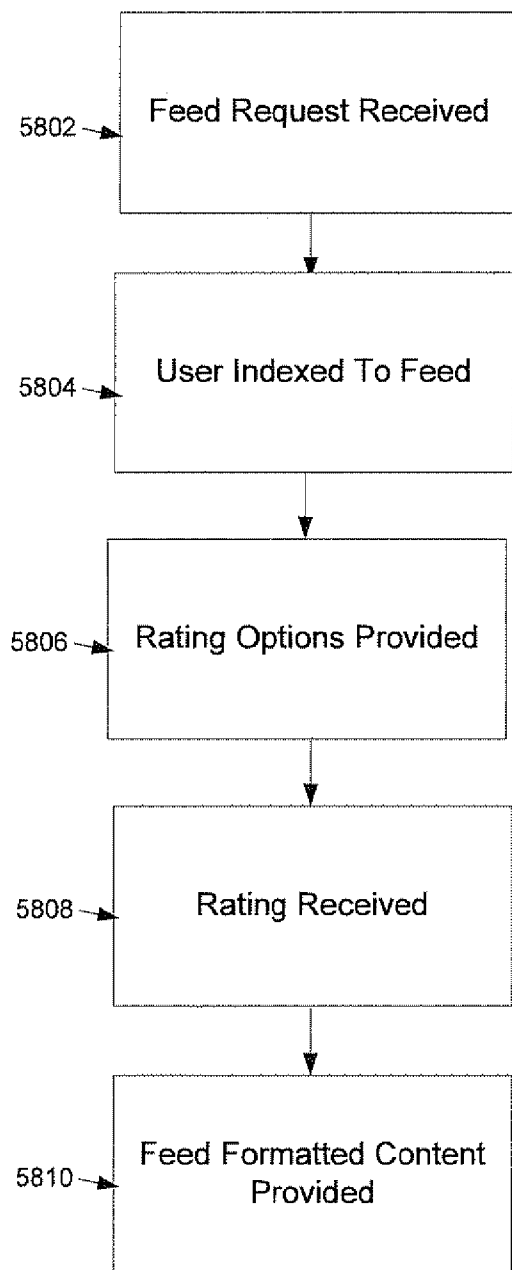 Feed Request Received
5802
User Indexed To Feed
5804
Rating Options Provided
5806
Rating Received
5808
Feed Formatted Content
Provided
5810